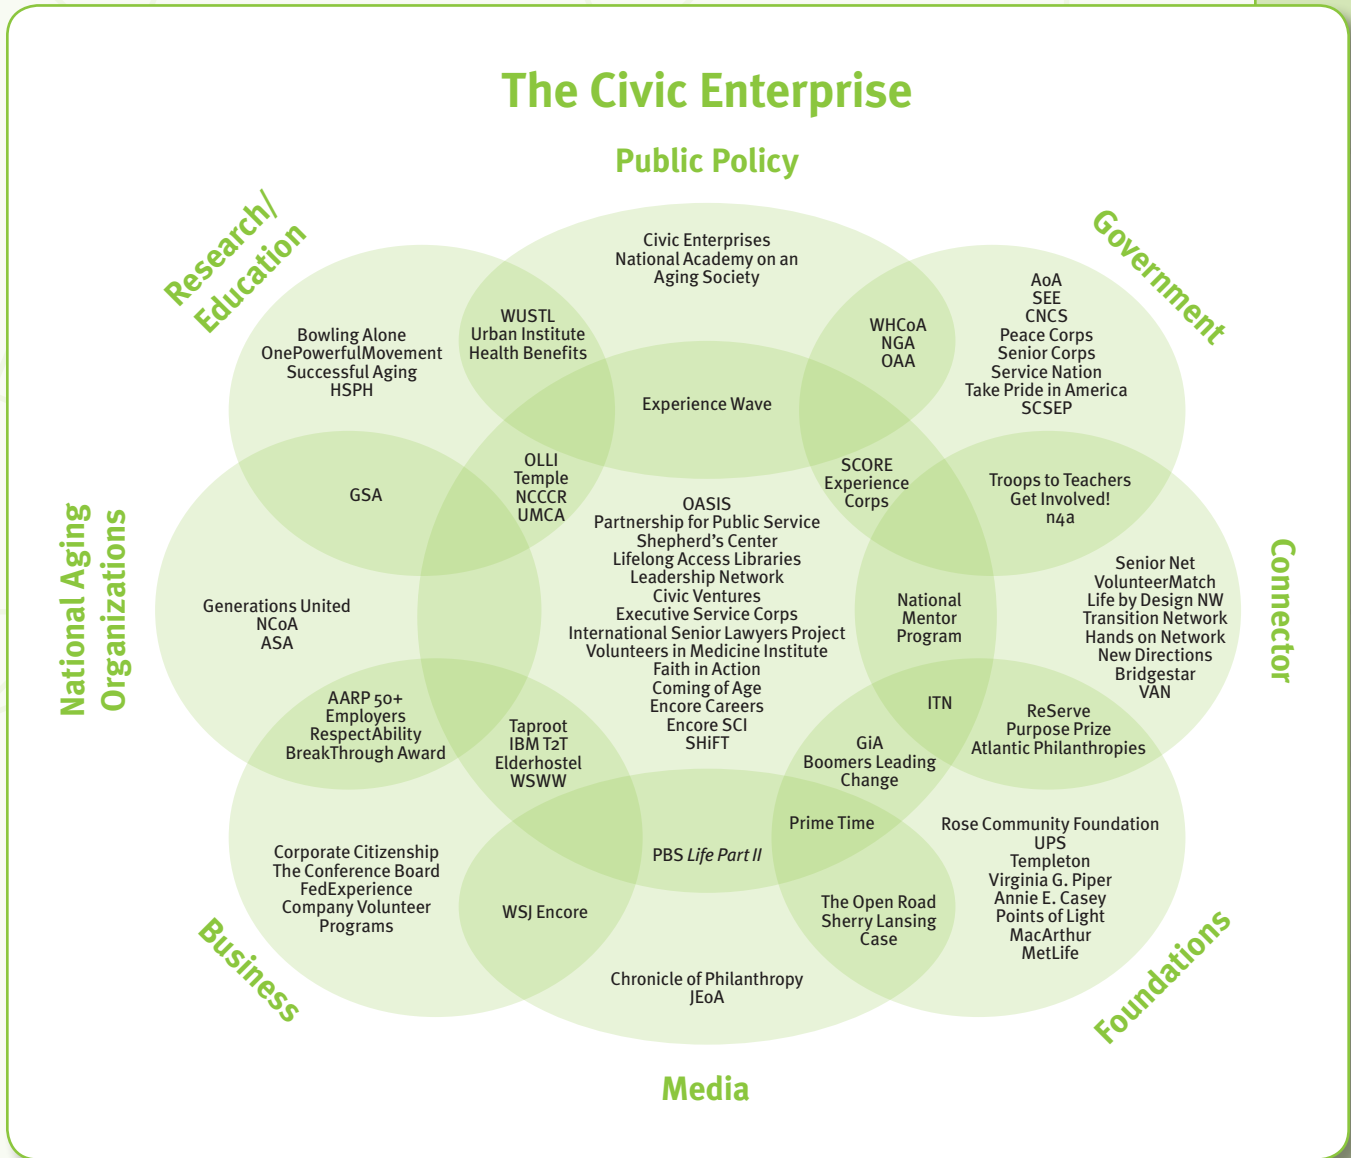 The Civic Enterprise
Public Policy
Research/
Education
Government
Civic Enterprises
National Academy on an
Aging Society
WUSTL
Urban Institute
Health Benefits
WHCoA
NGA
OAA
AoA
SEE
CNCS
Peace Corps
Senior Corps
Service Nation
Take Pride in America
SCSEP
Bowling Alone
OnePowerfulMovement
Successful Aging
HSPH
Experience Wave
OLLI
Temple
NCCCR
UMCA
SCORE
Experience
Corps
Troops to Teachers
Get Involved!
n4a
GSA
National Aging
Organizations
OASIS
Partnership for Public Service
Shepherd's Center
Lifelong Access Libraries
Leadership Network
Civic Ventures
Executive Service Corps
International Senior Lawyers Project
Volunteers in Medicine Institute
Faith in Action
Coming of Age
Encore Careers
Encore SCI
SHiFT
Generations United
NCoA
ASA
National
Mentor
Program
Senior Net
VolunteerMatch
Life by Design NW
Transition Network
Hands on Network
New Directions
Bridgestar
VAN
Connector
AARP 50+
Employers
RespectAbility
BreakThrough Award
Taproot
IBM T2T
Elderhostel
WSWW
ITN
GiA
Boomers Leading
Change
ReServe
Purpose Prize
Atlantic Philanthropies
Prime Time
PBS Life Part II
Corporate Citizenship
The Conference Board
FedExperience
Company Volunteer
Programs
WSJ Encore
The Open Road
Sherry Lansing
Case
Rose Community Foundation
UPS
Templeton
Virginia G. Piper
Annie E. Casey
Points of Light
MacArthur
MetLife
Chronicle of Philanthropy
JEoA
Business
Foundations
Media